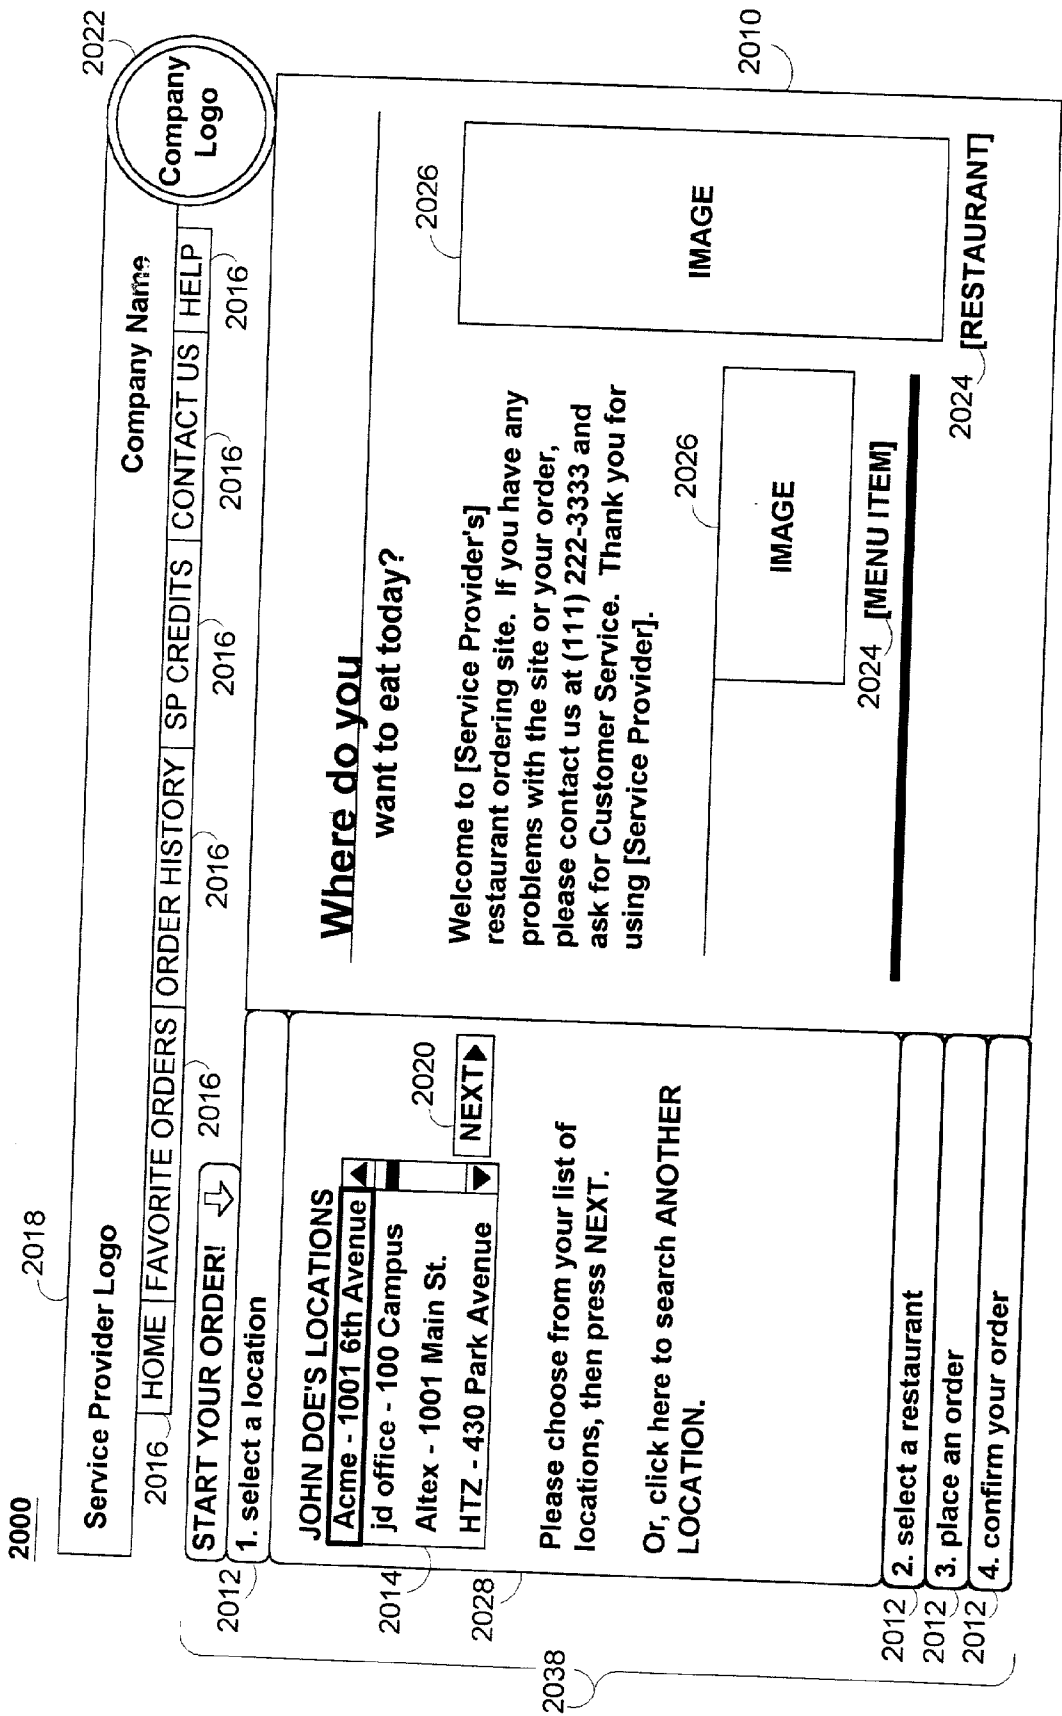 2000
2018
2022
Service Provider Logo
Company Name
Company
Logo
2016
HOME
FAVORITE ORDERS
ORDER HISTORY
SP CREDITS
CONTACT US
HELP
2016
2016
2016
2016
2016
START YOUR ORDER!
2012
1. select a location
JOHN DOE'S LOCATIONS
Acme - 1001 6th Avenue
jd office - 100 Campus
Altex - 1001 Main St.
HTZ - 430 Park Avenue
2020
NEXT
2014
2028
Please choose from your list of
locations, then press NEXT.
Or, click here to search ANOTHER
LOCATION.
2012
2. select a restaurant
2012
3. place an order
2012
4. confirm your order
2038
Where do you
want to eat today?
Welcome to [Service Provider's]
restaurant ordering site. If you have any
problems with the site or your order,
please contact us at (111) 222-3333 and
ask for Customer Service. Thank you for
using [Service Provider].
2026
IMAGE
2026
IMAGE
2024
[MENU ITEM]
2024
[RESTAURANT]
2010